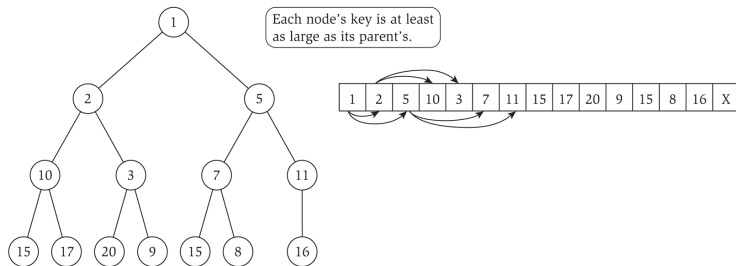 1
Each node's key is at least
as large as its parent's.
2 5
1 2 5 10 3 7 11 15 17 20 9 15 8 16 X
10 3 7 11
15 17 20 9 15 8 16